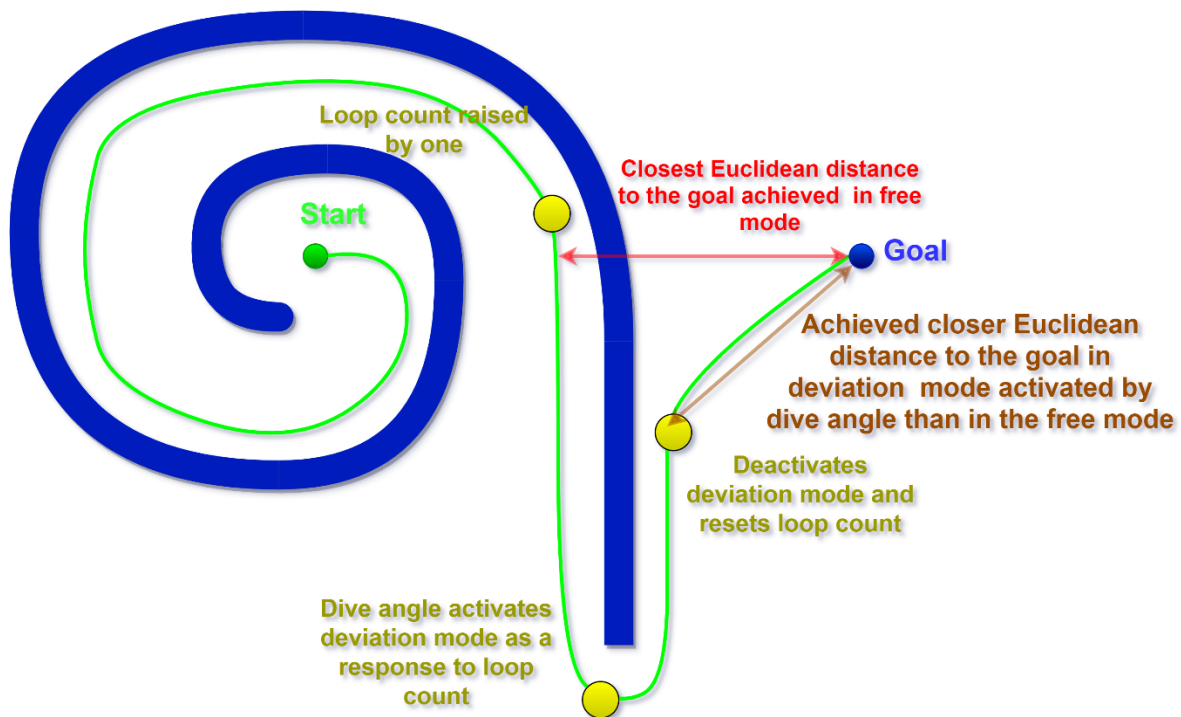 Loop count raised
by one
Closest Euclidean distance
to the goal achieved in free
mode
Start
Goal
Achieved closer Euclidean
distance to the goal in
deviation mode activated by
dive angle than in the free mode
Deactivates
deviation mode and
resets loop count
Dive angle activates
deviation mode as a
response to loop
count